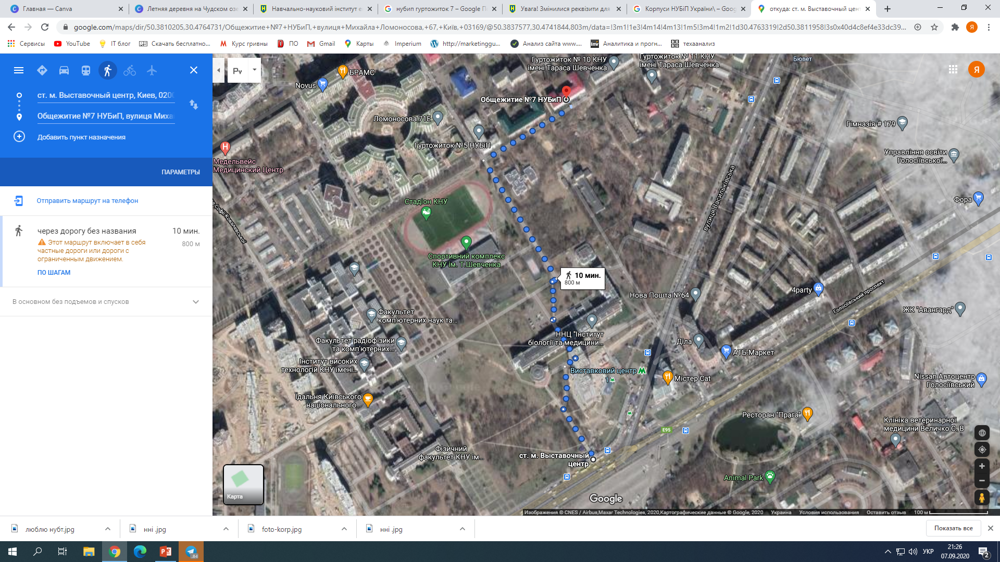 Главная — Canva
Летняя деревня на Чудском озе
Навчально-науковий інститут е
нубип гуртожиток 7 – Google П
Увага! Змінилися реквізити для
Корпуси НУБіП України\ – Goog
откуда: ст. м. Выставочный цен
google.com/maps/dir/50.3810205,30.4764731/Общежитие+№7+НУБиП,+вулиця+Михайла+Ломоносова,+67,+Київ,+03169/@50.3837577,30.4741844,803m/data=!3m1!1e3!4m14!4m13!1m5!3m4!1m2!1d30.4763319!2d50.3811958!3s0x40d4c8ef4e33dc39...
Я
Сервисы
YouTube
IT блог
Скачать бесплатно...
Курс гривны
ПО
Gmail
Карты
Imperium
http://marketinggu...
Анализ сайта www....
Аналитика и прогн...
техаанализ
ст. м. Выставочный центр, Киев, 020
Общежитие №7 НУБиП, вулиця Миха
Добавить пункт назначения
ПАРАМЕТРЫ
Отправить маршрут на телефон
через дорогу без названия
10 мин.
800 м
Этот маршрут включает в себя
частные дороги или дороги с
ограниченным движением.
ПО ШАГАМ
В основном без подъемов и спусков
Ру
Я
БРАМС
Novus
Гуртожиток № 10 КНУ
імені Тараса Шевченка
Гуртожиток № 11 КНУ
імені Тараса Шевченка
Бювет
Общежитие №7 НУБиП
Ломоносова 71Е
Гуртожиток №5 НУБіП
Гімназія # 179
Медельвейс
Медицинский Центр
Управління освіти
Голосіївської...
вулиця Васильківська
Стадіон КНУ
Фора
Софії Ковалевської
Спортивний комплекс
КНУ ім. Т.Шевченка
10 мин.
800 м
Нова Пошта №64
4party
Голосіївський проспект
ЖК "Авангард"
Факультет
комп'ютерних наук та...
ННЦ "Інститут
біології та медицини...
Факультет радіофізики
та комп'ютерних...
Діла
АТБ-Маркет
Інститут високих
технологій КНУ імені...
Виставковий центр
1
Містер Cat
Nissan Автоцентр
Голосіївський
Їдальня Київського
національного...
Ресторан "Прага"
Клініка ветеринарної
медицини Величко С. В
E95
Фізичний
факультет КНУ ім...
ст. м. Выставочный
центр
Animal Park
Карта
Google
Изображения © CNES / Airbus,Maxar Technologies, 2020,Картографические данные © Google, 2020
Украина
Условия использования
Оставить отзыв
100 м
люблю нубт.jpg
нні .jpg
foto-korp.jpg
нні .jpg
Показать все
84
УКР
21:26
07.09.2020
2